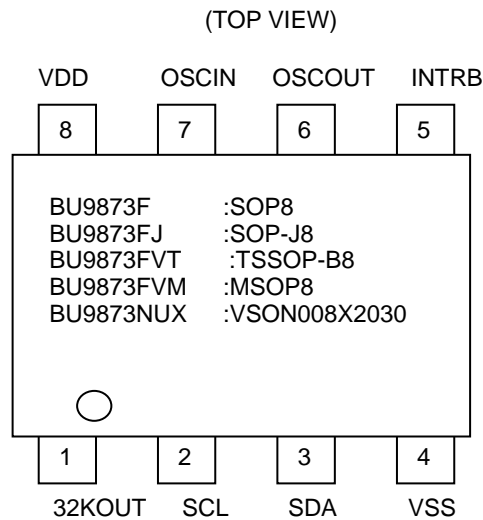 (TOP VIEW)
VDD OSCIN OSCOUT INTRB
8 7 6 5
BU9873F :SOP8
BU9873FJ :SOP-J8
BU9873FVT :TSSOP-B8
BU9873FVM :MSOP8
BU9873NUX :VSON008X2030
1 2 3 4
32KOUT SCL SDA VSS